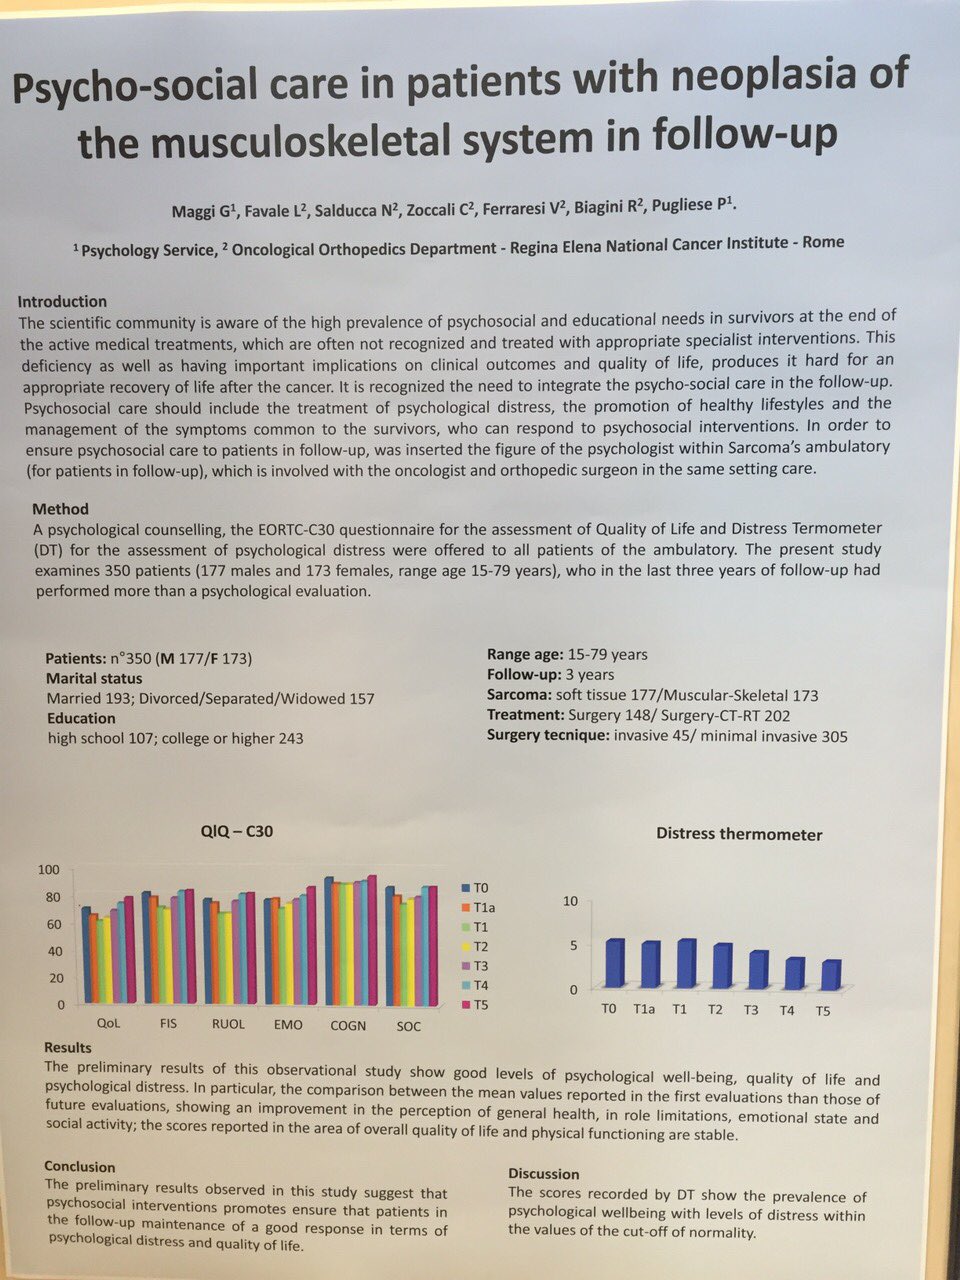 Psycho-social care in patients with neoplasia of
the musculoskeletal system in follow-up
Maggi G¹, Favale L², Salducca N², Zoccali C², Ferraresi V², Biagini R², Pugliese P¹.
¹ Psychology Service, ² Oncological Orthopedics Department - Regina Elena National Cancer Institute - Rome
Introduction
The scientific community is aware of the high prevalence of psychosocial and educational needs in survivors at the end of
the active medical treatments, which are often not recognized and treated with appropriate specialist interventions. This
deficiency as well as having important implications on clinical outcomes and quality of life, produces it hard for an
appropriate recovery of life after the cancer. It is recognized the need to integrate the psycho-social care in the follow-up.
Psychosocial care should include the treatment of psychological distress, the promotion of healthy lifestyles and the
management of the symptoms common to the survivors, who can respond to psychosocial interventions. In order to
ensure psychosocial care to patients in follow-up, was inserted the figure of the psychologist within Sarcoma's ambulatory
(for patients in follow-up), which is involved with the oncologist and orthopedic surgeon in the same setting care.
Method
A psychological counselling, the EORTC-C30 questionnaire for the assessment of Quality of Life and Distress Termometer
(DT) for the assessment of psychological distress were offered to all patients of the ambulatory. The present study
examines 350 patients (177 males and 173 females, range age 15-79 years), who in the last three years of follow-up had
performed more than a psychological evaluation.
Patients: n°350 (M 177/F 173)
Marital status
Married 193; Divorced/Separated/Widowed 157
Education
high school 107; college or higher 243
Range age: 15-79 years
Follow-up: 3 years
Sarcoma: soft tissue 177/Muscular-Skeletal 173
Treatment: Surgery 148/ Surgery-CT-RT 202
Surgery tecnique: invasive 45/ minimal invasive 305
QlQ – C30
100
80
60
40
20
0
QoL FIS RUOL EMO COGN SOC
T0
T1a
T1
T2
T3
T4
T5
Distress thermometer
10
5
0
T0 T1a T1 T2 T3 T4 T5
Results
The preliminary results of this observational study show good levels of psychological well-being, quality of life and
psychological distress. In particular, the comparison between the mean values reported in the first evaluations than those of
future evaluations, showing an improvement in the perception of general health, in role limitations, emotional state and
social activity; the scores reported in the area of overall quality of life and physical functioning are stable.
Conclusion
The preliminary results observed in this study suggest that
psychosocial interventions promotes ensure that patients in
the follow-up maintenance of a good response in terms of
psychological distress and quality of life.
Discussion
The scores recorded by DT show the prevalence of
psychological wellbeing with levels of distress within
the values of the cut-off of normality.